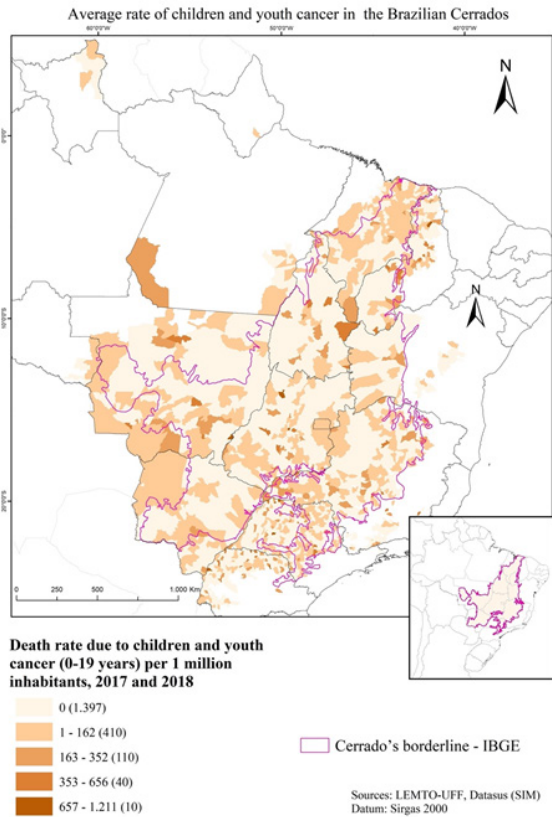 Average rate of children and youth cancer in the Brazilian Cerrados
50°0'0"W
40°0'0"W
N
0°0'0"
N
10°0'0"S
20°0'0"S
0 250 500 1.000 Km
Death rate due to children and youth
cancer (0-19 years) per 1 million
inhabitants, 2017 and 2018
0 (1.397)
1 - 162 (410)
163 - 352 (110)
353 - 656 (40)
657 - 1.211 (10)
Cerrado's borderline - IBGE
Sources: LEMTO-UFF, Datasus (SIM)
Datum: Sirgas 2000